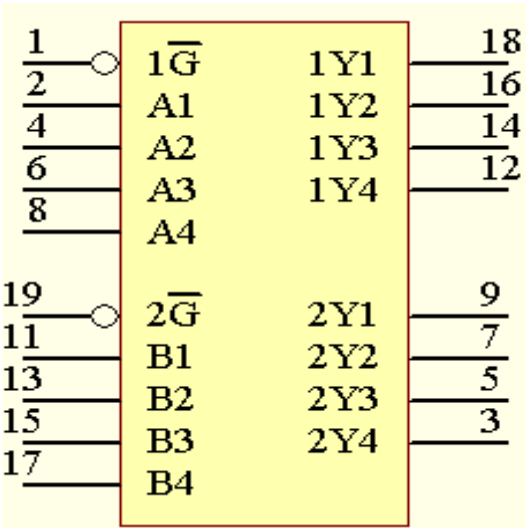 1 1G̅ 1Y1 18
2 A1 1Y2 16
4 A2 1Y3 14
6 A3 1Y4 12
8 A4
19 2G̅ 2Y1 9
11 B1 2Y2 7
13 B2 2Y3 5
15 B3 2Y4 3
17 B4